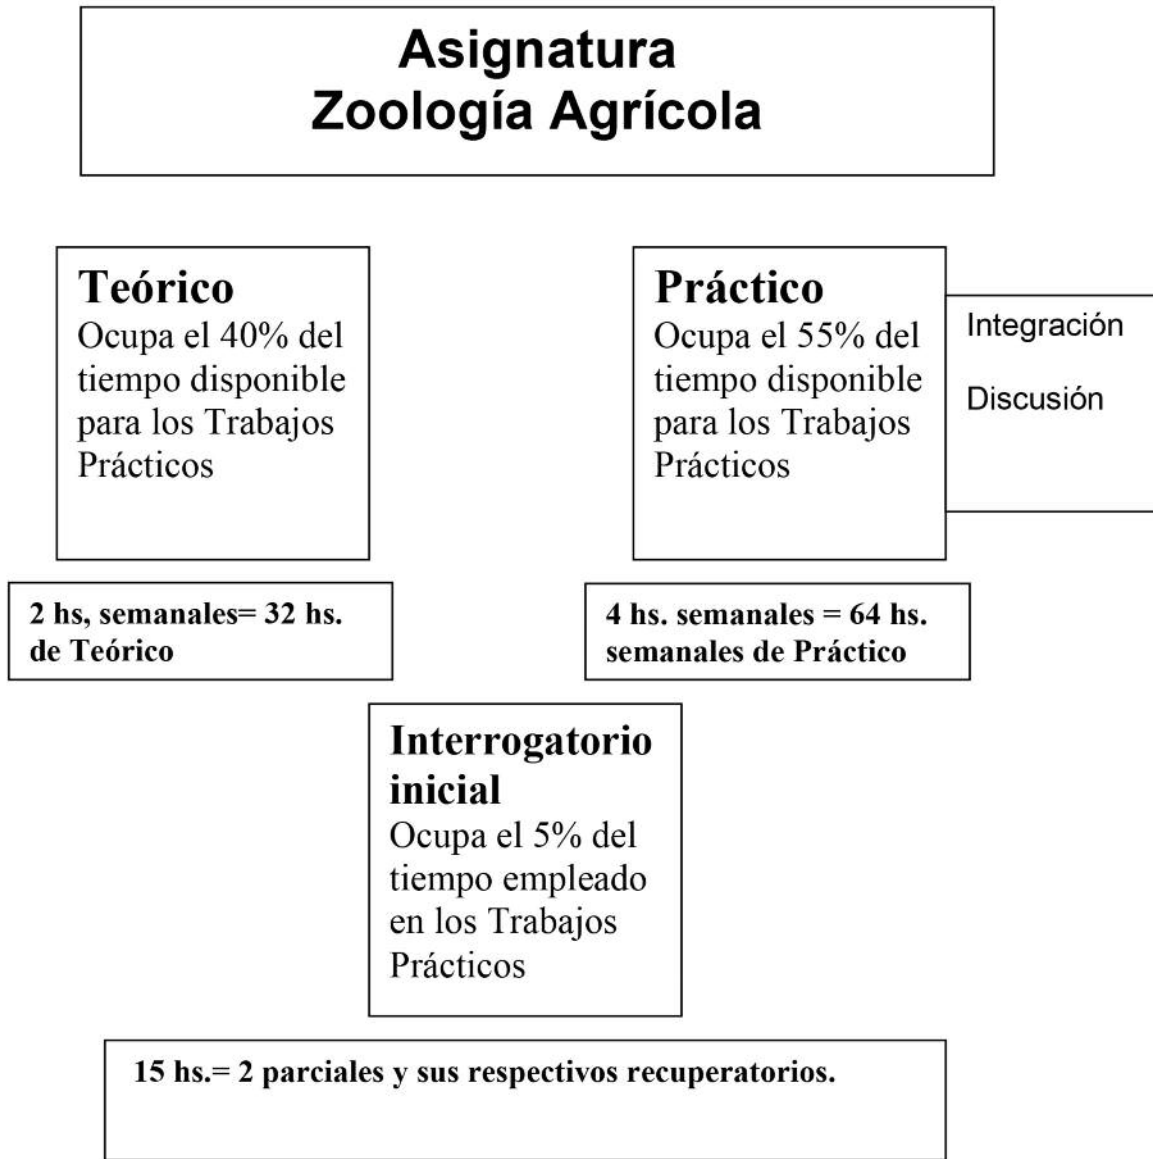 Asignatura
Zoología Agrícola
Teórico
Ocupa el 40% del
tiempo disponible
para los Trabajos
Prácticos
Práctico
Ocupa el 55% del
tiempo disponible
para los Trabajos
Prácticos
Integración
Discusión
2 hs, semanales= 32 hs.
de Teórico
4 hs. semanales = 64 hs.
semanales de Práctico
Interrogatorio
inicial
Ocupa el 5% del
tiempo empleado
en los Trabajos
Prácticos
15 hs.= 2 parciales y sus respectivos recuperatorios.